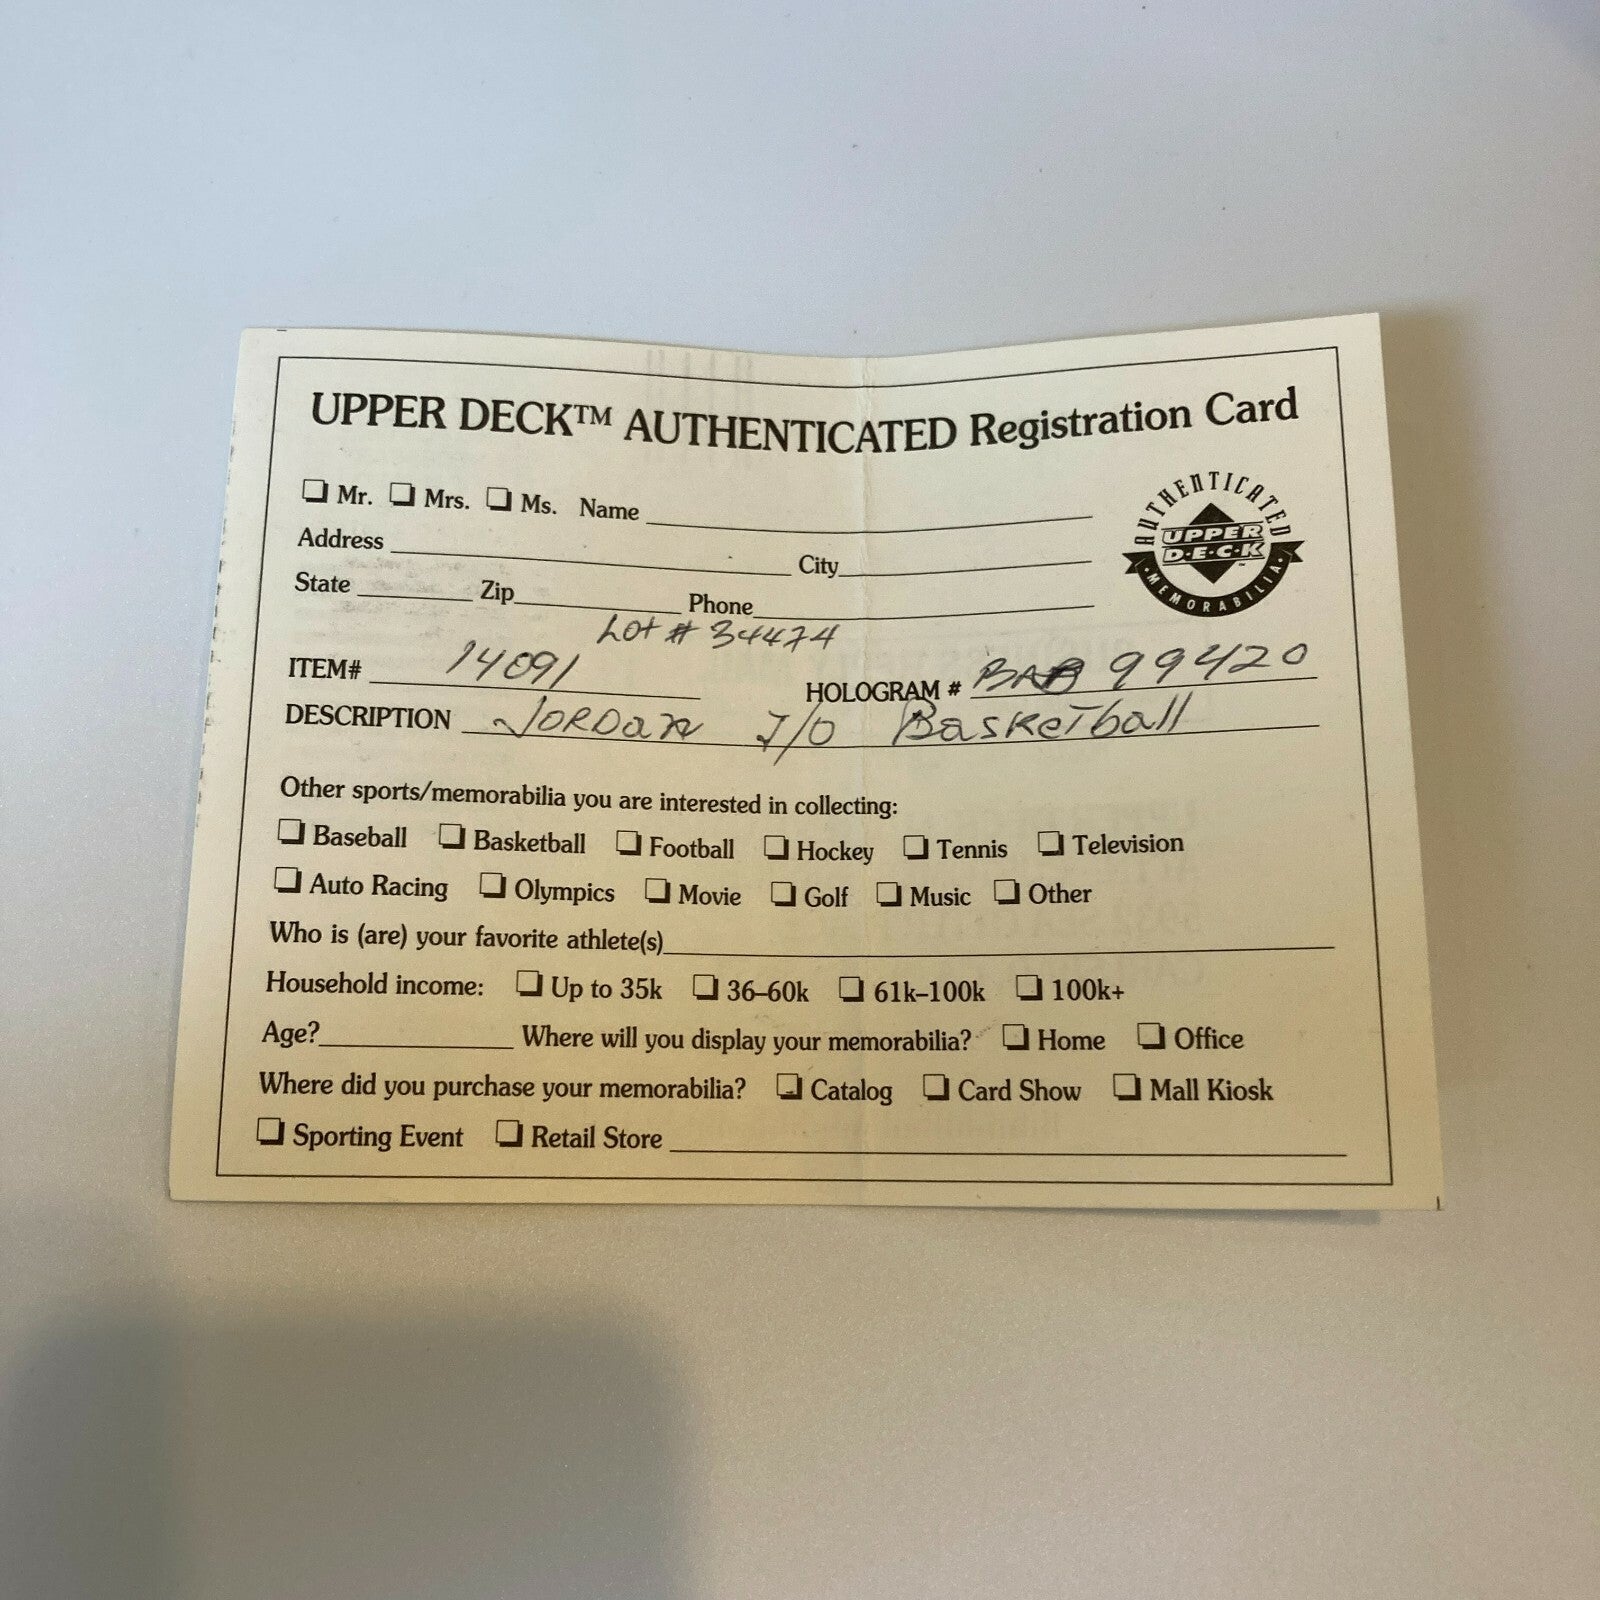 UPPER DECK™ AUTHENTICATED Registration Card
❏ Mr. ❏ Mrs. ❏ Ms. Name
AUTHENTICATED
UPPER
D·E·C·K
·MEMORABILIA·
Address City
State Zip Phone
Lot # 34474
ITEM# 14091 HOLOGRAM # BAB 99420
DESCRIPTION JORDan I/O BasKeTball
Other sports/memorabilia you are interested in collecting:
❏ Baseball ❏ Basketball ❏ Football ❏ Hockey ❏ Tennis ❏ Television
❏ Auto Racing ❏ Olympics ❏ Movie ❏ Golf ❏ Music ❏ Other
Who is (are) your favorite athlete(s)
Household income: ❏ Up to 35k ❏ 36–60k ❏ 61k–100k ❏ 100k+
Age? Where will you display your memorabilia? ❏ Home ❏ Office
Where did you purchase your memorabilia? ❏ Catalog ❏ Card Show ❏ Mall Kiosk
❏ Sporting Event ❏ Retail Store